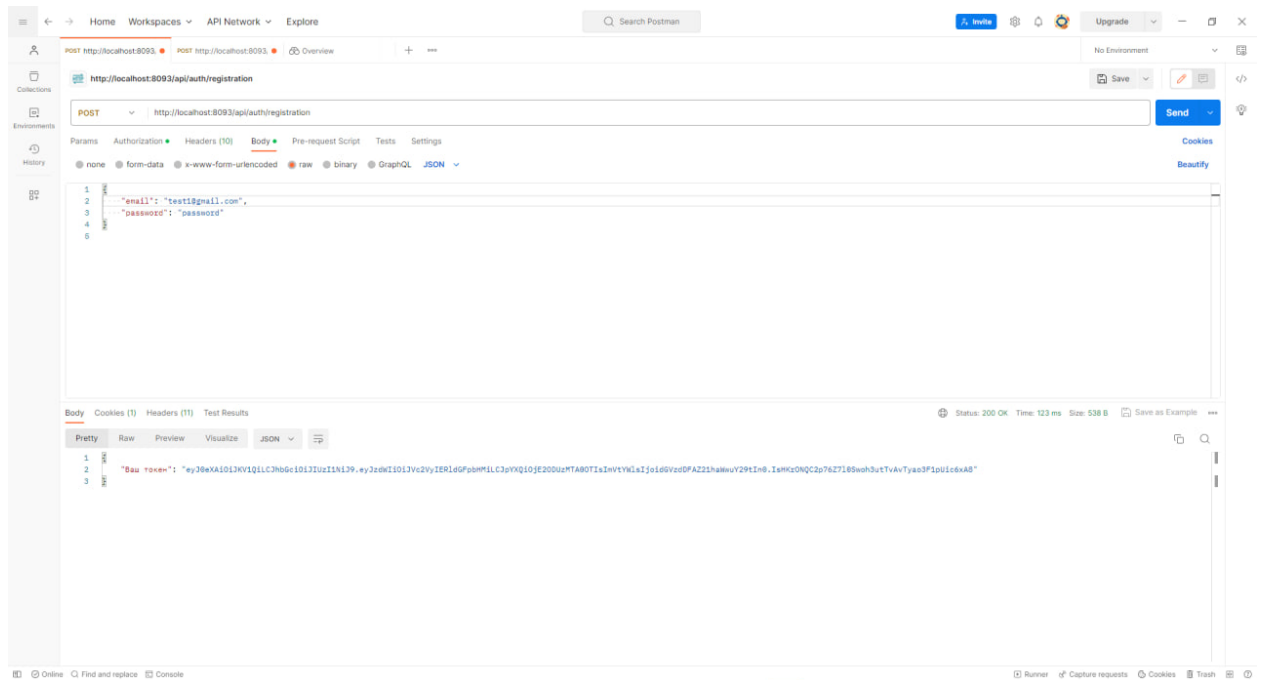 Home Workspaces API Network Explore Search Postman Invite Upgrade
POST http://localhost:8093, POST http://localhost:8093, Overview No Environment
http://localhost:8093/api/auth/registration Save
Collections
POST http://localhost:8093/api/auth/registration Send
Environments
Params Authorization Headers (10) Body Pre-request Script Tests Settings Cookies
History
none form-data x-www-form-urlencoded raw binary GraphQL JSON Beautify
1 {
2 "email": "test1@gmail.com",
3 "password": "password"
4 }
5
Body Cookies (1) Headers (11) Test Results Status: 200 OK Time: 123 ms Size: 538 B Save as Example
Pretty Raw Preview Visualize JSON
1 {
2 "Ваш токен":
3 }
Online Find and replace Console Runner Capture requests Cookies Trash